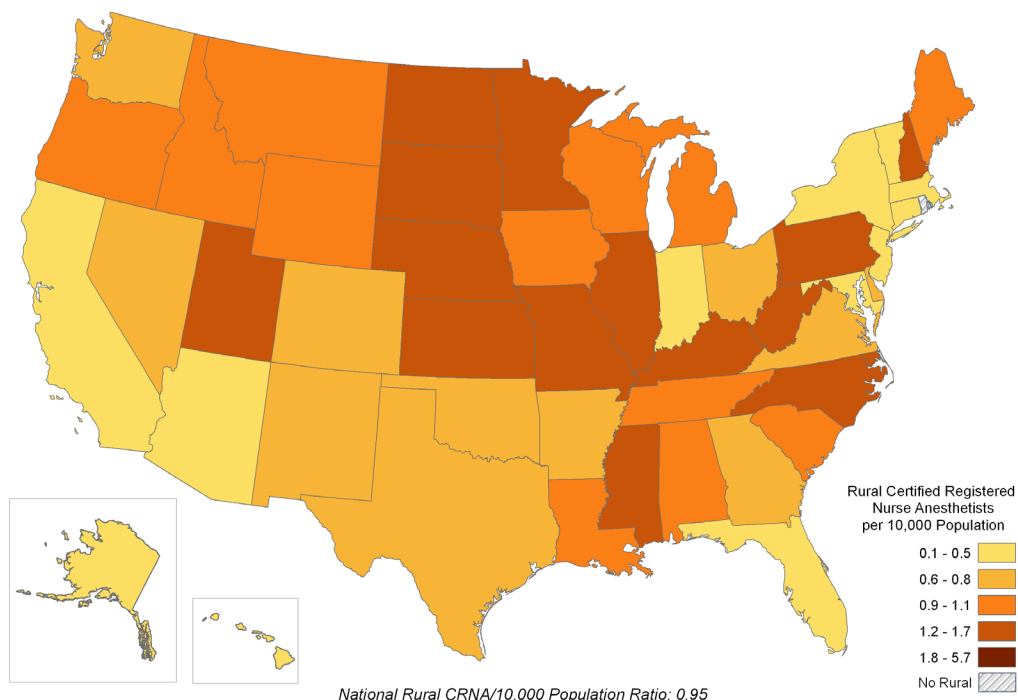 Rural Certified Registered
Nurse Anesthetists
per 10,000 Population
0.1 - 0.5
0.6 - 0.8
0.9 - 1.1
1.2 - 1.7
1.8 - 5.7
No Rural
National Rural CRNA/10,000 Population Ratio: 0.95